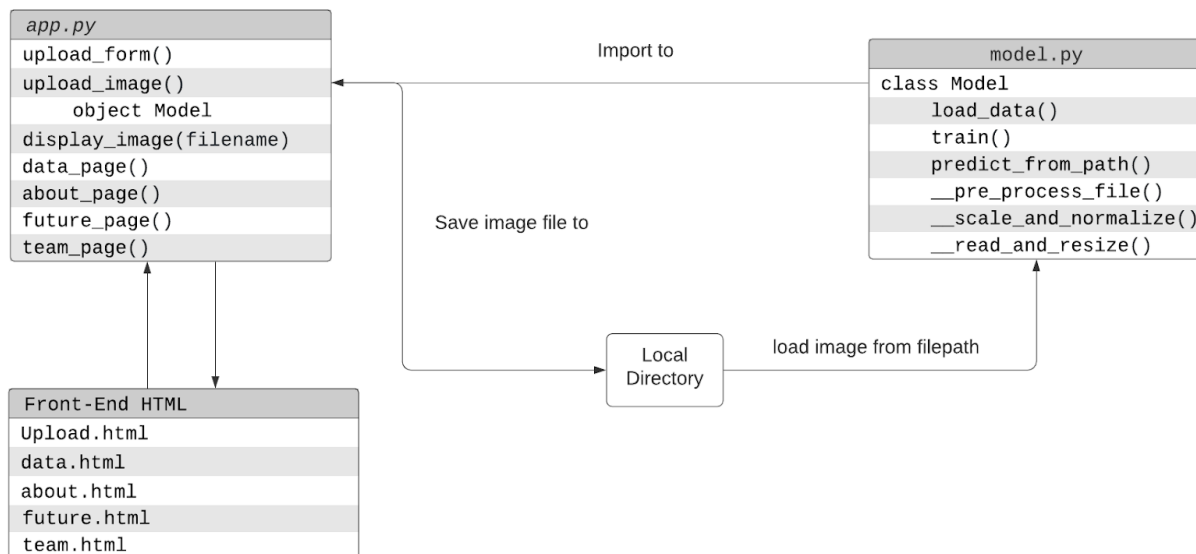 app.py
upload_form()
upload_image()
object Model
display_image(filename)
data_page()
about_page()
future_page()
team_page()
Import to
model.py
class Model
load_data()
train()
predict_from_path()
__pre_process_file()
__scale_and_normalize()
__read_and_resize()
Save image file to
Local
Directory
load image from filepath
Front-End HTML
Upload.html
data.html
about.html
future.html
team.html